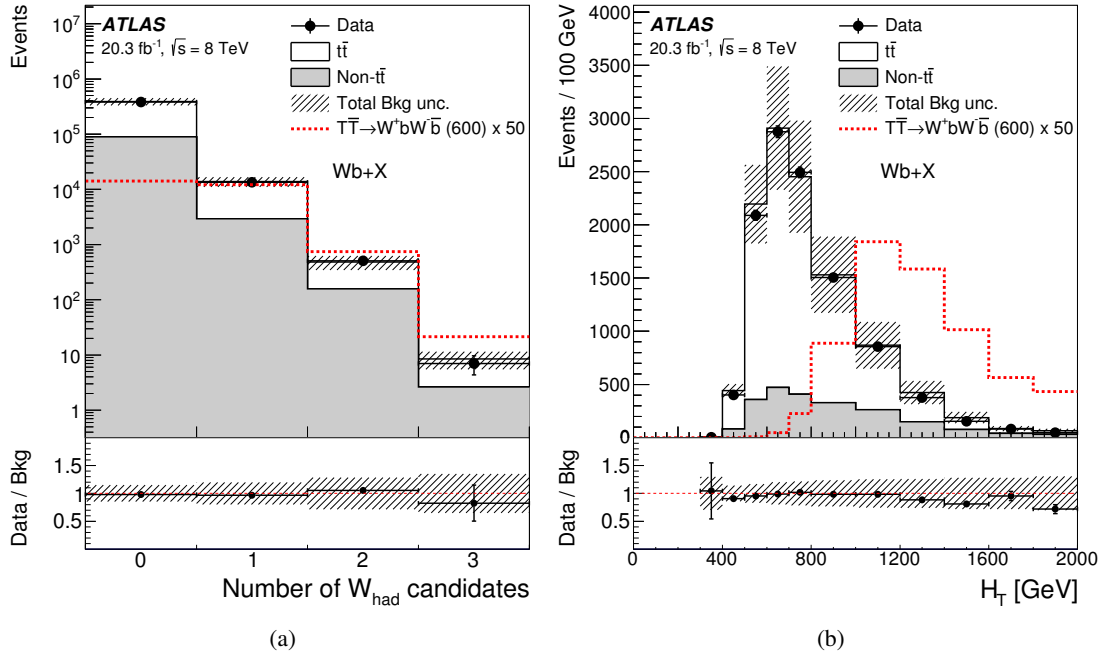 Events
10⁷
10⁶
10⁵
10⁴
10³
10²
10
1
ATLAS
20.3 fb⁻¹, √s = 8 TeV
Data
tt̄
Non-tt̄
Total Bkg unc.
TT̄→W⁺bW⁻b̄ (600) x 50
Wb+X
Data / Bkg
1.5
1
0.5
0 1 2 3
Number of W_had candidates
(a)
Events / 100 GeV
4000
3500
3000
2500
2000
1500
1000
500
0
ATLAS
20.3 fb⁻¹, √s = 8 TeV
Data
tt̄
Non-tt̄
Total Bkg unc.
TT̄→W⁺bW⁻b̄ (600) x 50
Wb+X
Data / Bkg
1.5
1
0.5
0 400 800 1200 1600 2000
H_T [GeV]
(b)